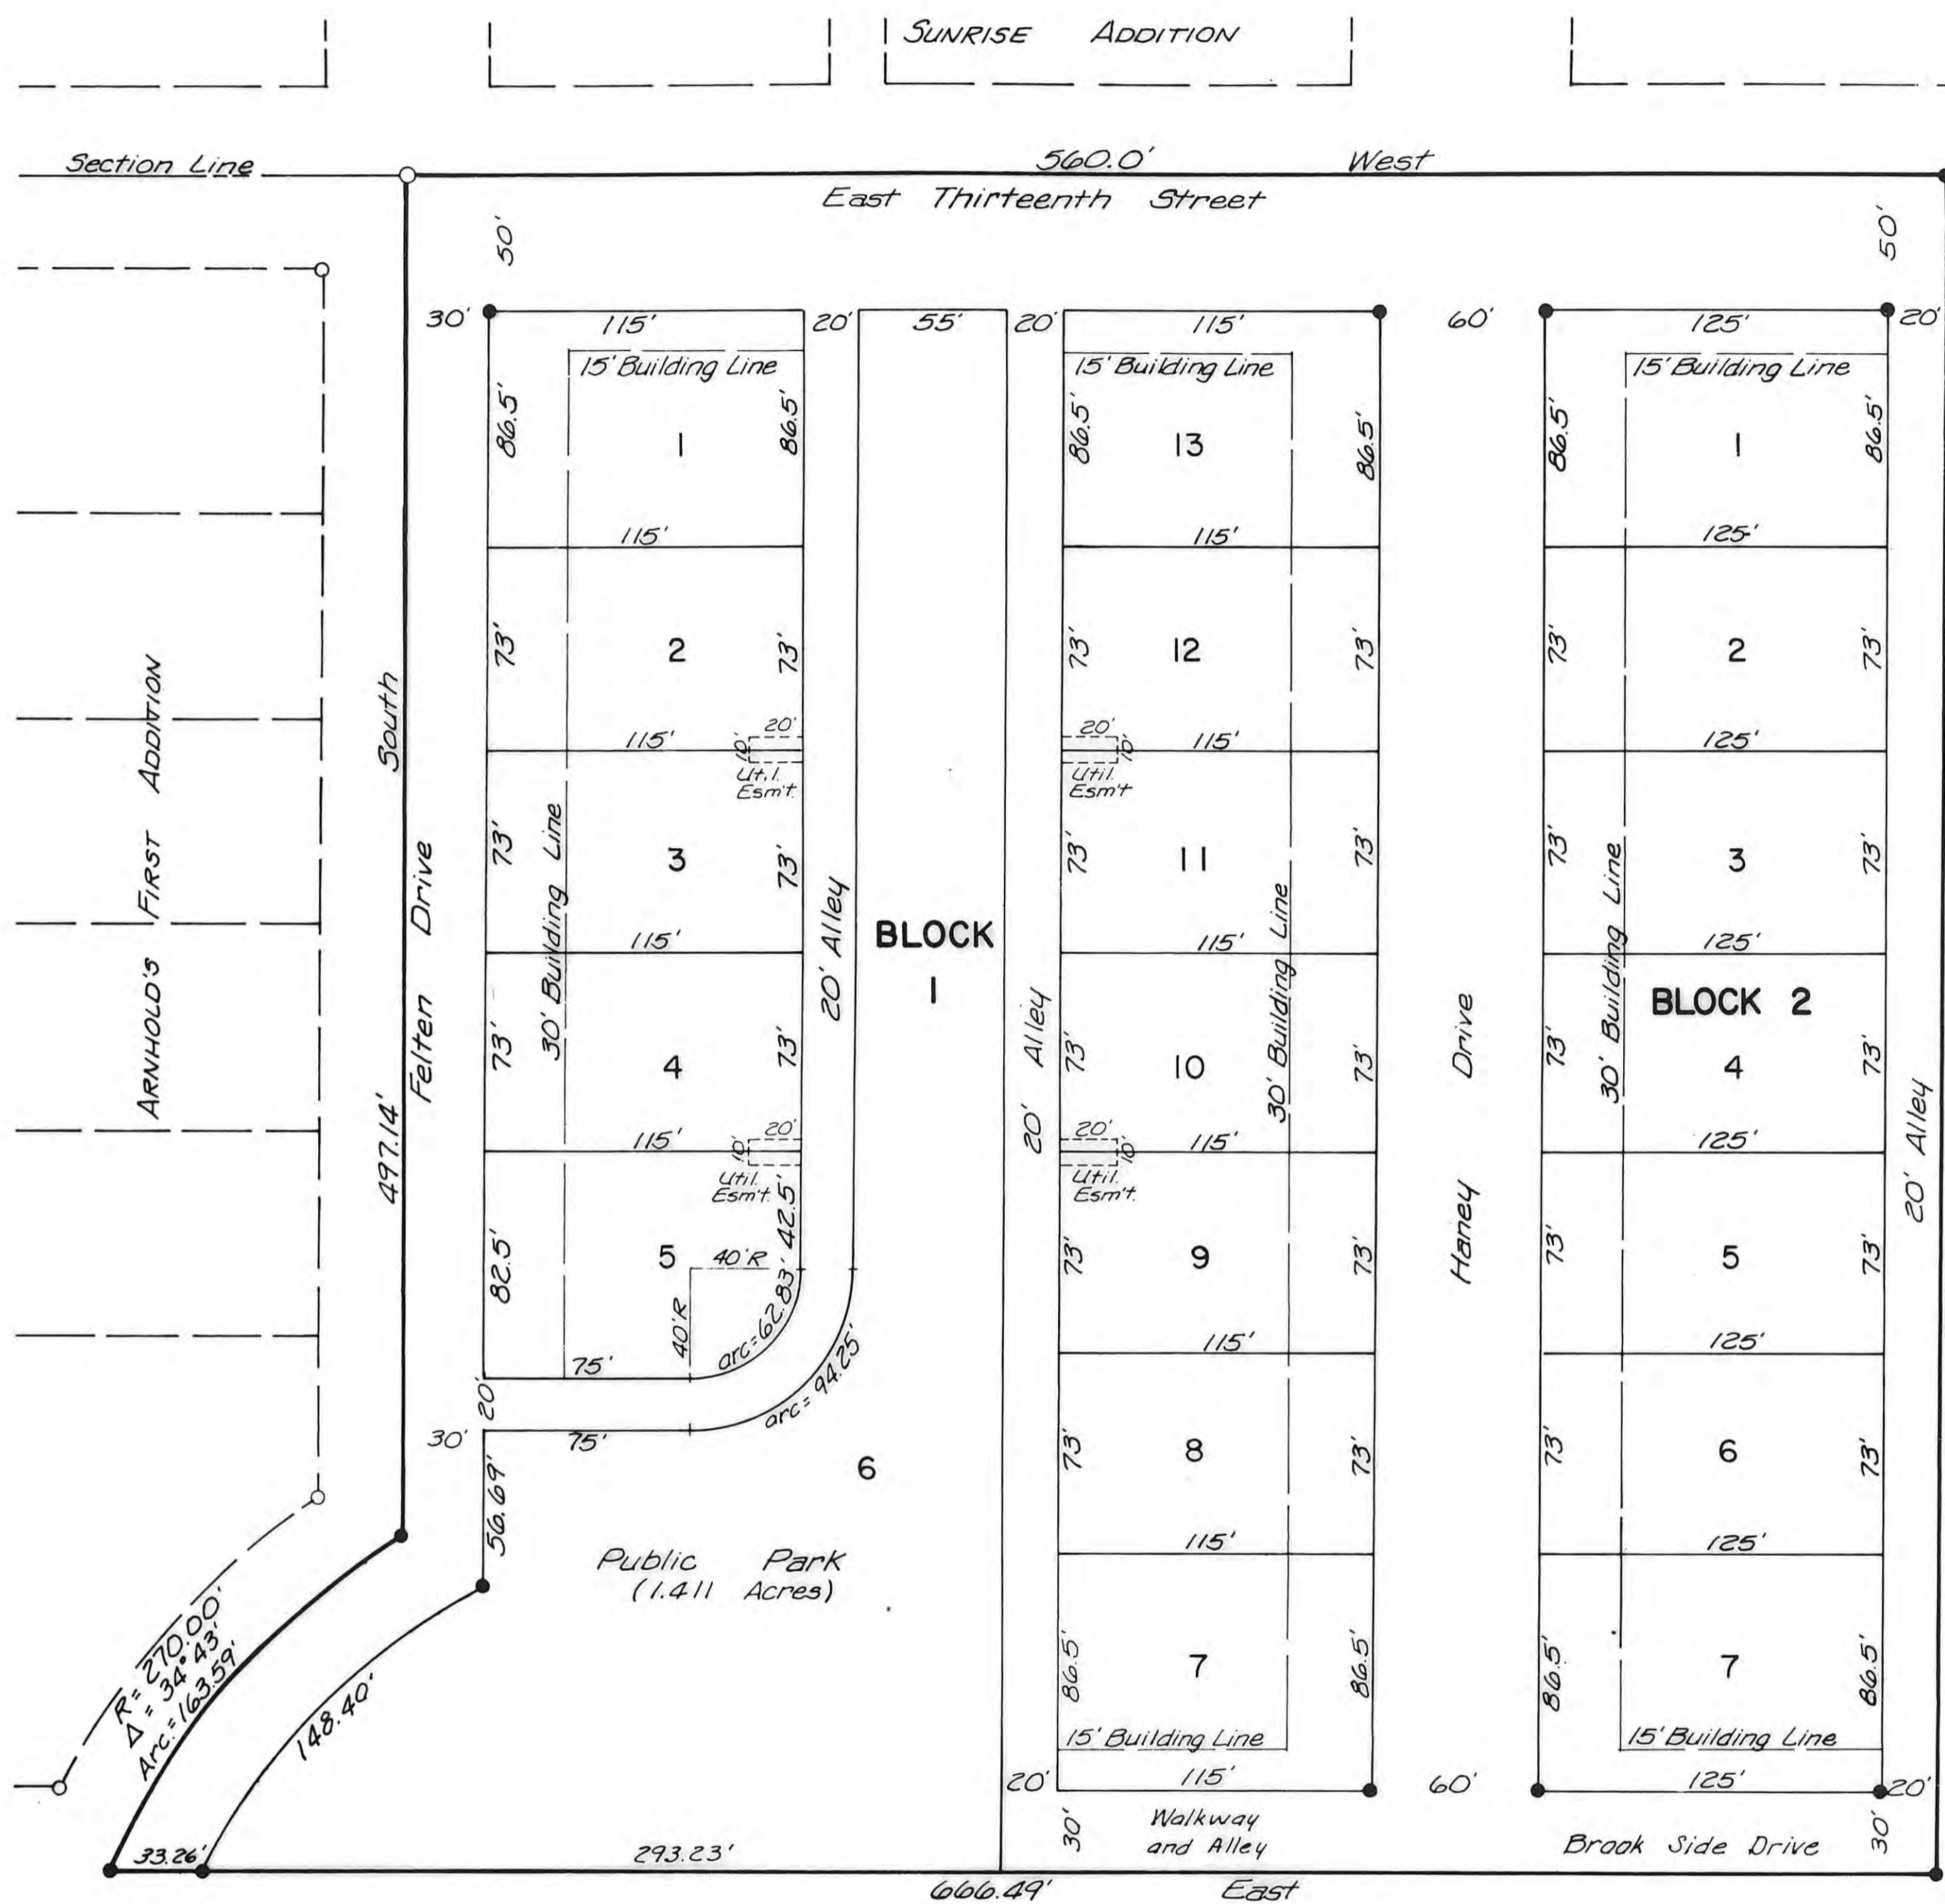 SUNRISE ADDITION
Section Line
560.0' West
East Thirteenth Street
50'
50'
30'
115'
20'
55'
20'
115'
60'
125'
20'
15' Building Line
15' Building Line
15' Building Line
86.5'
1
86.5'
86.5'
13
86.5'
86.5'
1
86.5'
115'
115'
125'
73'
2
73'
73'
12
73'
73'
2
73'
115'
20'
10'
Util.
Esm't.
20'
10'
115'
Util.
Esm't
125'
73'
3
73'
73'
11
73'
73'
3
73'
115'
115'
125'
ARNHOLD'S FIRST ADDITION
South
497.14'
Felten Drive
30' Building Line
20' Alley
BLOCK
1
20' Alley
30' Building Line
Haney Drive
30' Building Line
BLOCK 2
20' Alley
73'
4
73'
73'
10
73'
73'
4
73'
115'
20'
10'
Util.
Esm't.
20'
10'
115'
Util.
Esm't.
125'
82.5'
5
42.5'
40'R
40'R
arc=62.83'
75'
73'
9
73'
73'
5
73'
115'
125'
20'
arc=94.25'
30'
75'
6
56.69'
73'
8
73'
73'
6
73'
115'
125'
Public Park
(1.411 Acres)
R=270.00'
Δ=34°43'
Arc.=163.59'
148.40'
86.5'
7
86.5'
86.5'
7
86.5'
15' Building Line
15' Building Line
20'
115'
60'
125'
20'
30'
Walkway
and Alley
Brook Side Drive
30'
33.26'
293.23'
666.49' East